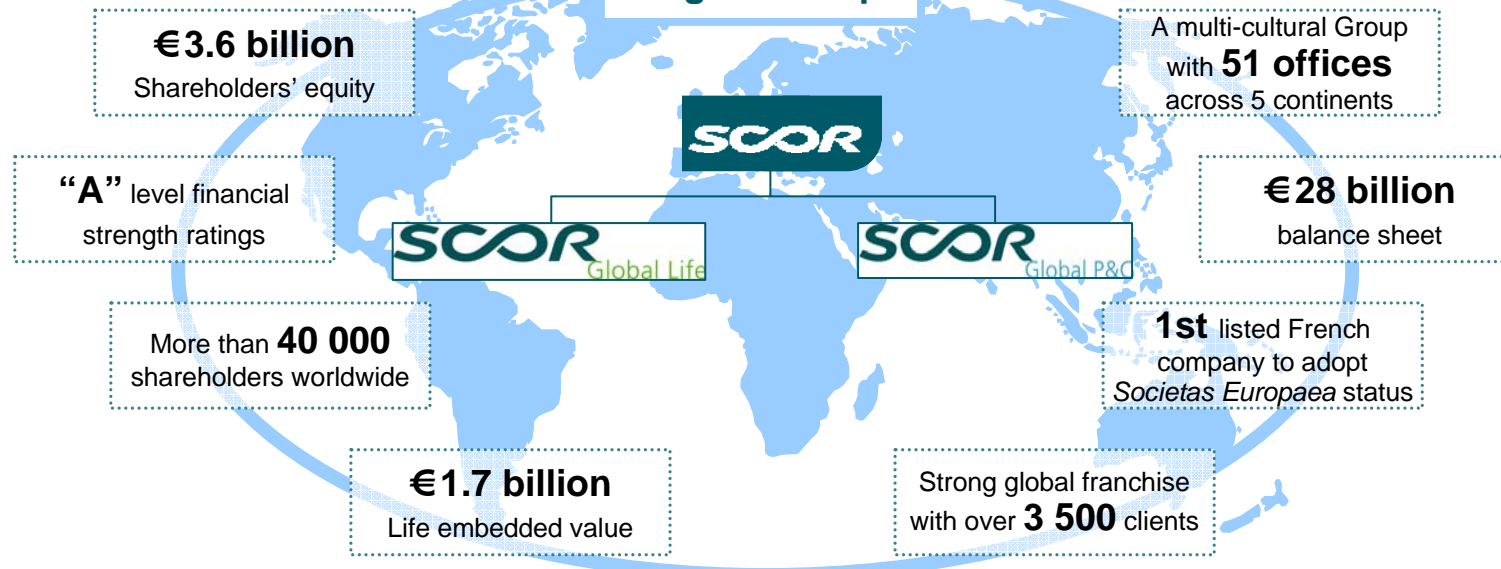 €3.6 billion
Shareholders’ equity
A multi-cultural Group
with 51 offices
across 5 continents
SCOR
“A” level financial
strength ratings
€28 billion
balance sheet
SCOR
Global Life
SCOR
Global P&C
More than 40 000
shareholders worldwide
1st listed French
company to adopt
Societas Europaea status
€1.7 billion
Life embedded value
Strong global franchise
with over 3 500 clients